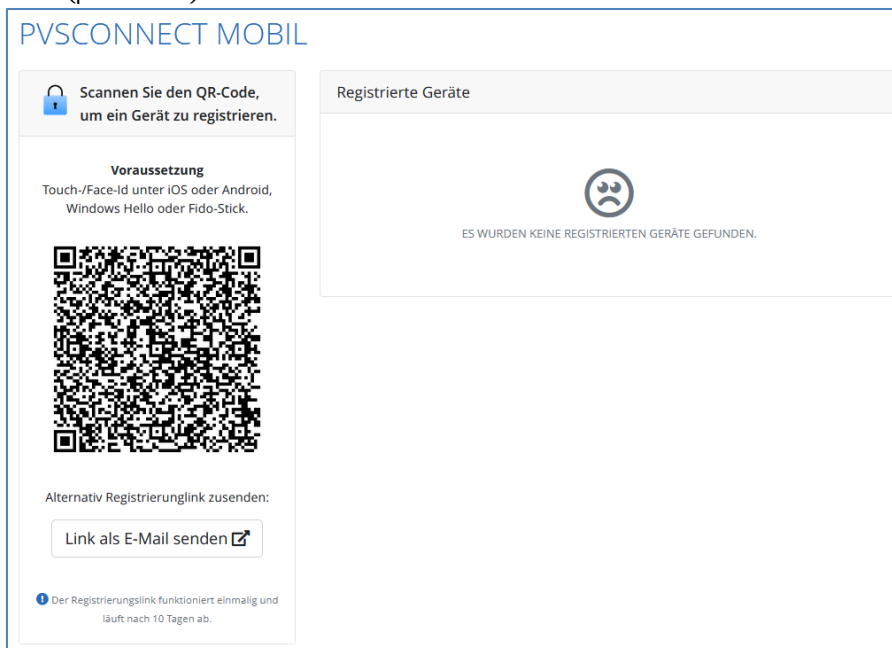 PVSCONNECT MOBIL
Scannen Sie den QR-Code,
um ein Gerät zu registrieren.
Voraussetzung
Touch-/Face-Id unter iOS oder Android,
Windows Hello oder Fido-Stick.
Alternativ Registrierunglink zusenden:
Link als E-Mail senden
Der Registrierungslink funktioniert einmalig und
läuft nach 10 Tagen ab.
Registrierte Geräte
ES WURDEN KEINE REGISTRIERTEN GERÄTE GEFUNDEN.